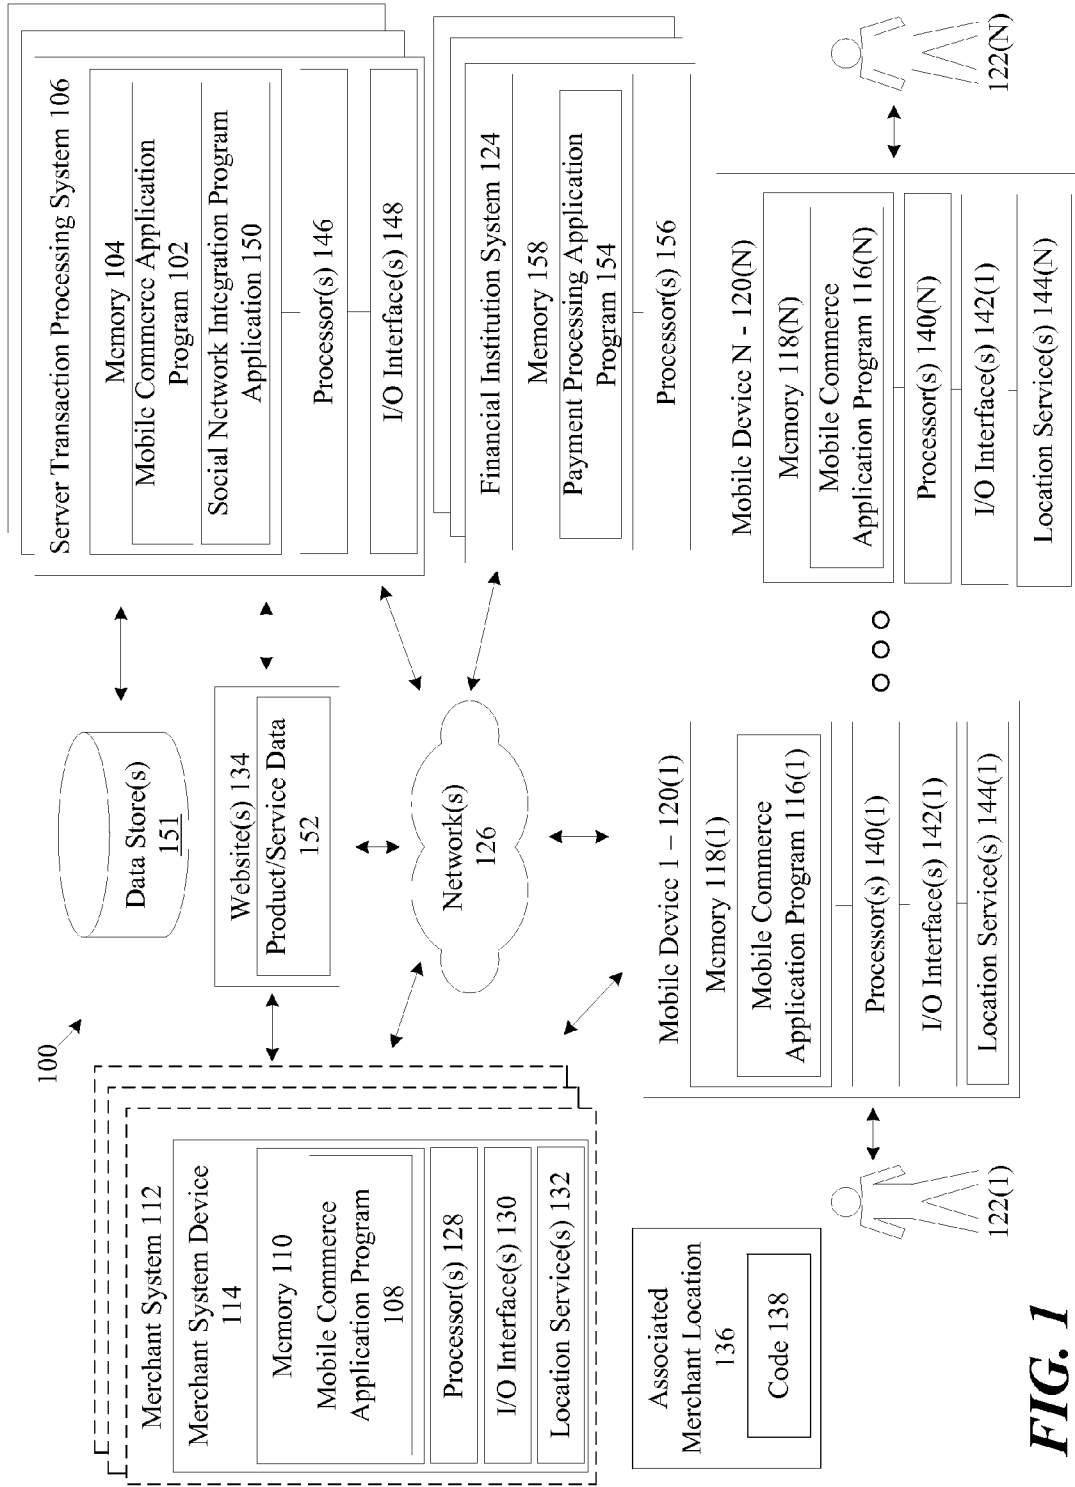 100
Merchant System 112
Merchant System Device
114
Memory 110
Mobile Commerce
Application Program
108
Processor(s) 128
I/O Interface(s) 130
Location Service(s) 132
Data Store(s)
151
Website(s) 134
Product/Service Data
152
Network(s)
126
Server Transaction Processing System 106
Memory 104
Mobile Commerce Application
Program 102
Social Network Integration Program
Application 150
Processor(s) 146
I/O Interface(s) 148
Financial Institution System 124
Memory 158
Payment Processing Application
Program 154
Processor(s) 156
Associated
Merchant Location
136
Code 138
122(1)
Mobile Device 1 – 120(1)
Memory 118(1)
Mobile Commerce
Application Program 116(1)
Processor(s) 140(1)
I/O Interface(s) 142(1)
Location Service(s) 144(1)
Mobile Device N - 120(N)
Memory 118(N)
Mobile Commerce
Application Program 116(N)
Processor(s) 140(N)
I/O Interface(s) 142(1)
Location Service(s) 144(N)
122(N)
FIG. 1